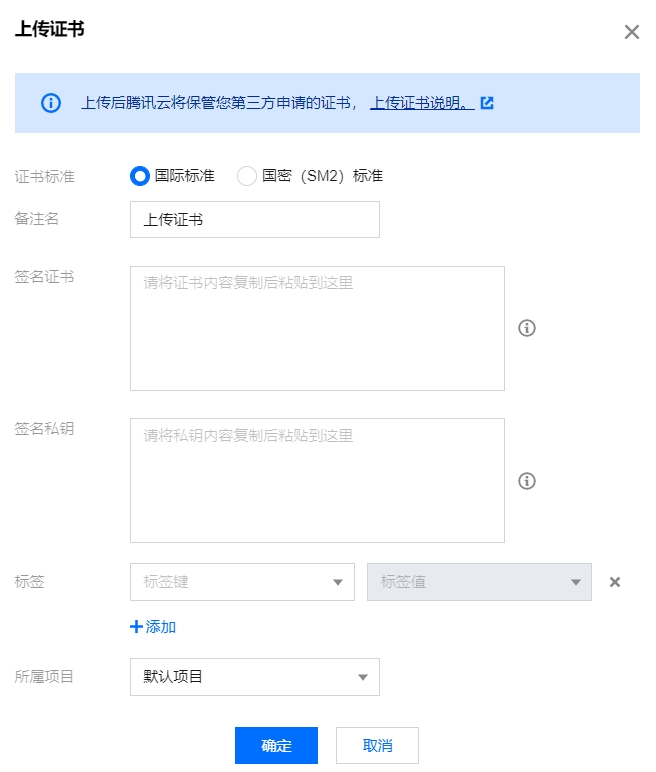 上传证书
上传后腾讯云将保管您第三方申请的证书， 上传证书说明。
证书标准 国际标准 国密（SM2）标准
备注名 上传证书
签名证书 请将证书内容复制后粘贴到这里
签名私钥 请将私钥内容复制后粘贴到这里
标签 标签键 标签值
添加
所属项目 默认项目
确定 取消